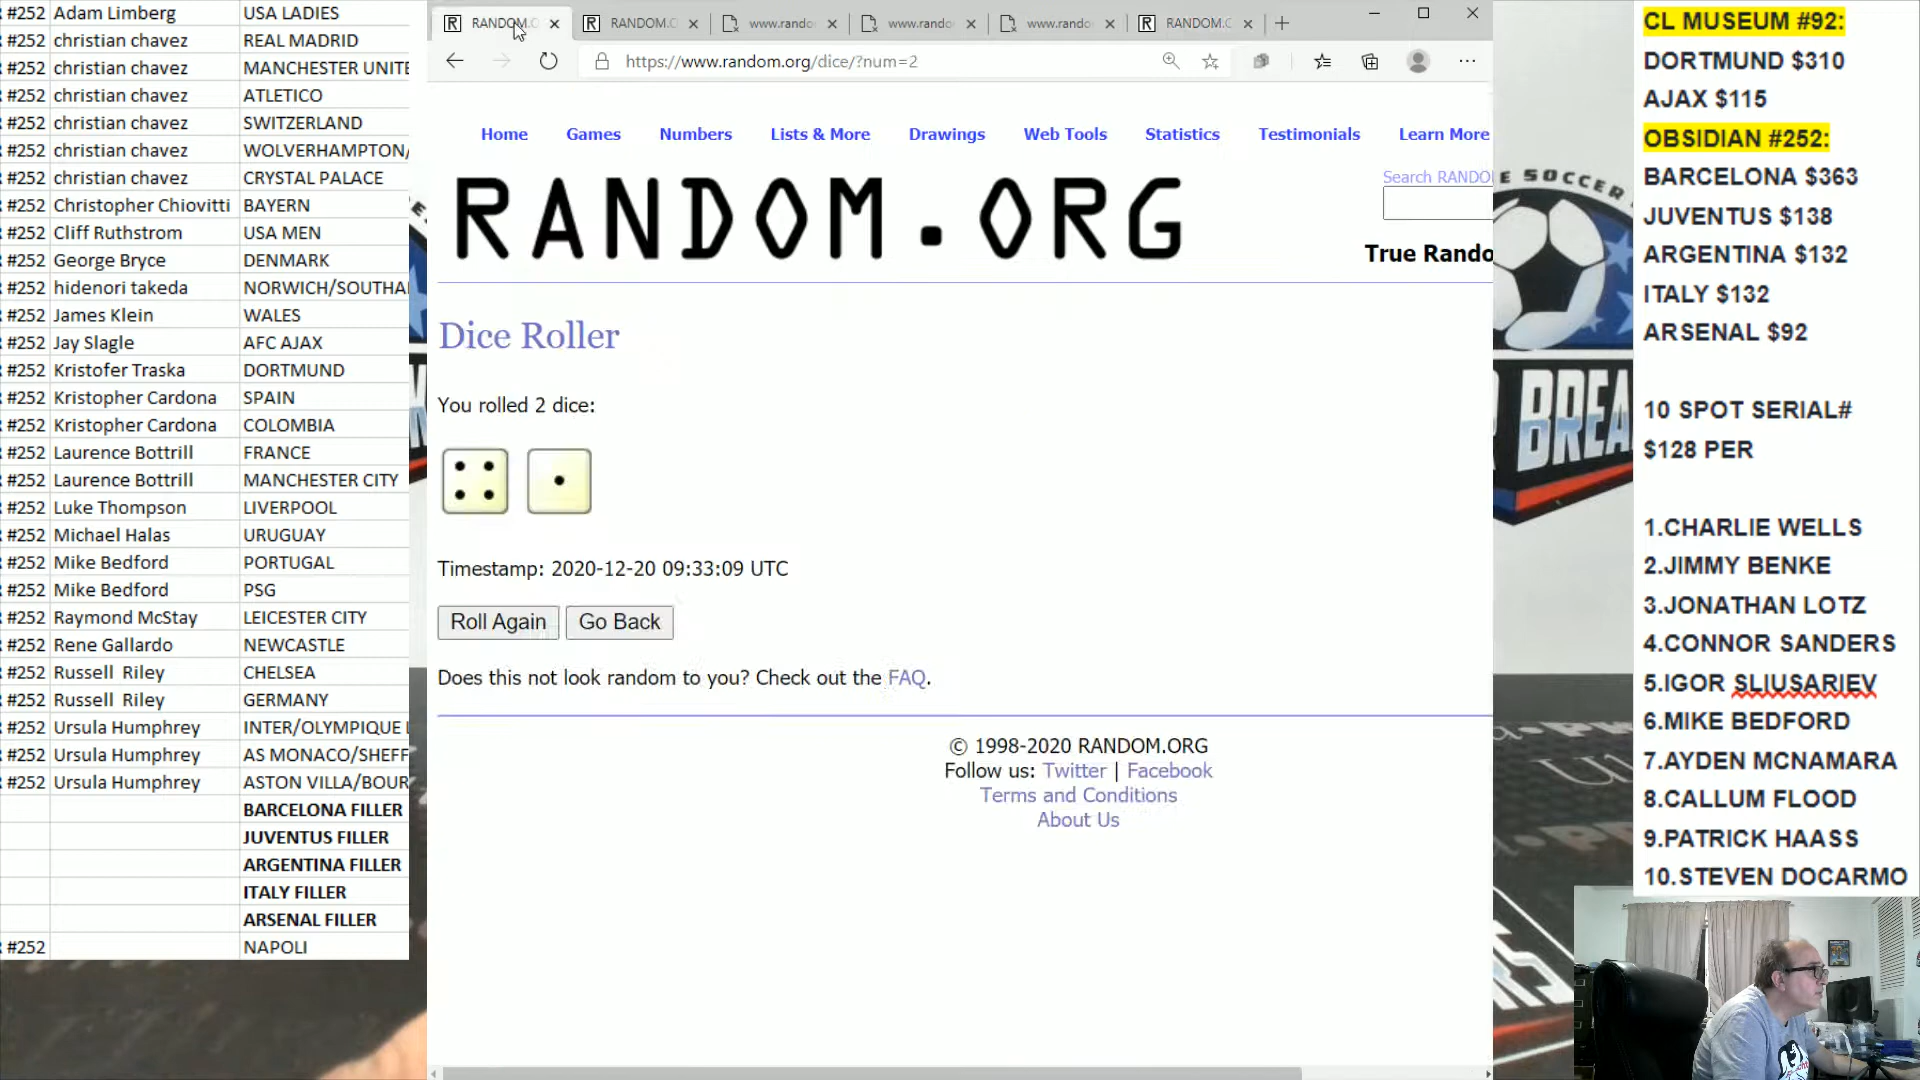 #252 Adam Limberg USA LADIES
#252 christian chavez REAL MADRID
#252 christian chavez MANCHESTER UNITE
#252 christian chavez ATLETICO
#252 christian chavez SWITZERLAND
#252 christian chavez WOLVERHAMPTON/
#252 christian chavez CRYSTAL PALACE
#252 Christopher Chiovitti BAYERN
#252 Cliff Ruthstrom USA MEN
#252 George Bryce DENMARK
#252 hidenori takeda NORWICH/SOUTHA
#252 James Klein WALES
#252 Jay Slagle AFC AJAX
#252 Kristofer Traska DORTMUND
#252 Kristopher Cardona SPAIN
#252 Kristopher Cardona COLOMBIA
#252 Laurence Bottrill FRANCE
#252 Laurence Bottrill MANCHESTER CITY
#252 Luke Thompson LIVERPOOL
#252 Michael Halas URUGUAY
#252 Mike Bedford PORTUGAL
#252 Mike Bedford PSG
#252 Raymond McStay LEICESTER CITY
#252 Rene Gallardo NEWCASTLE
#252 Russell Riley CHELSEA
#252 Russell Riley GERMANY
#252 Ursula Humphrey INTER/OLYMPIQUE L
#252 Ursula Humphrey AS MONACO/SHEFF
#252 Ursula Humphrey ASTON VILLA/BOUR
BARCELONA FILLER
JUVENTUS FILLER
ARGENTINA FILLER
ITALY FILLER
ARSENAL FILLER
#252 NAPOLI
RANDOM.O RANDOM.O www.rando www.rando www.rando RANDOM.O
https://www.random.org/dice/?num=2
Home Games Numbers Lists & More Drawings Web Tools Statistics Testimonials Learn More
RANDOM.ORG
Search RANDO
True Rando
Dice Roller
You rolled 2 dice:
Timestamp: 2020-12-20 09:33:09 UTC
Roll Again Go Back
Does this not look random to you? Check out the FAQ.
© 1998-2020 RANDOM.ORG
Follow us: Twitter | Facebook
Terms and Conditions
About Us
E SOCCER
BREA
CL MUSEUM #92:
DORTMUND $310
AJAX $115
OBSIDIAN #252:
BARCELONA $363
JUVENTUS $138
ARGENTINA $132
ITALY $132
ARSENAL $92
10 SPOT SERIAL#
$128 PER
1.CHARLIE WELLS
2.JIMMY BENKE
3.JONATHAN LOTZ
4.CONNOR SANDERS
5.IGOR SLIUSARIEV
6.MIKE BEDFORD
7.AYDEN MCNAMARA
8.CALLUM FLOOD
9.PATRICK HAASS
10.STEVEN DOCARMO